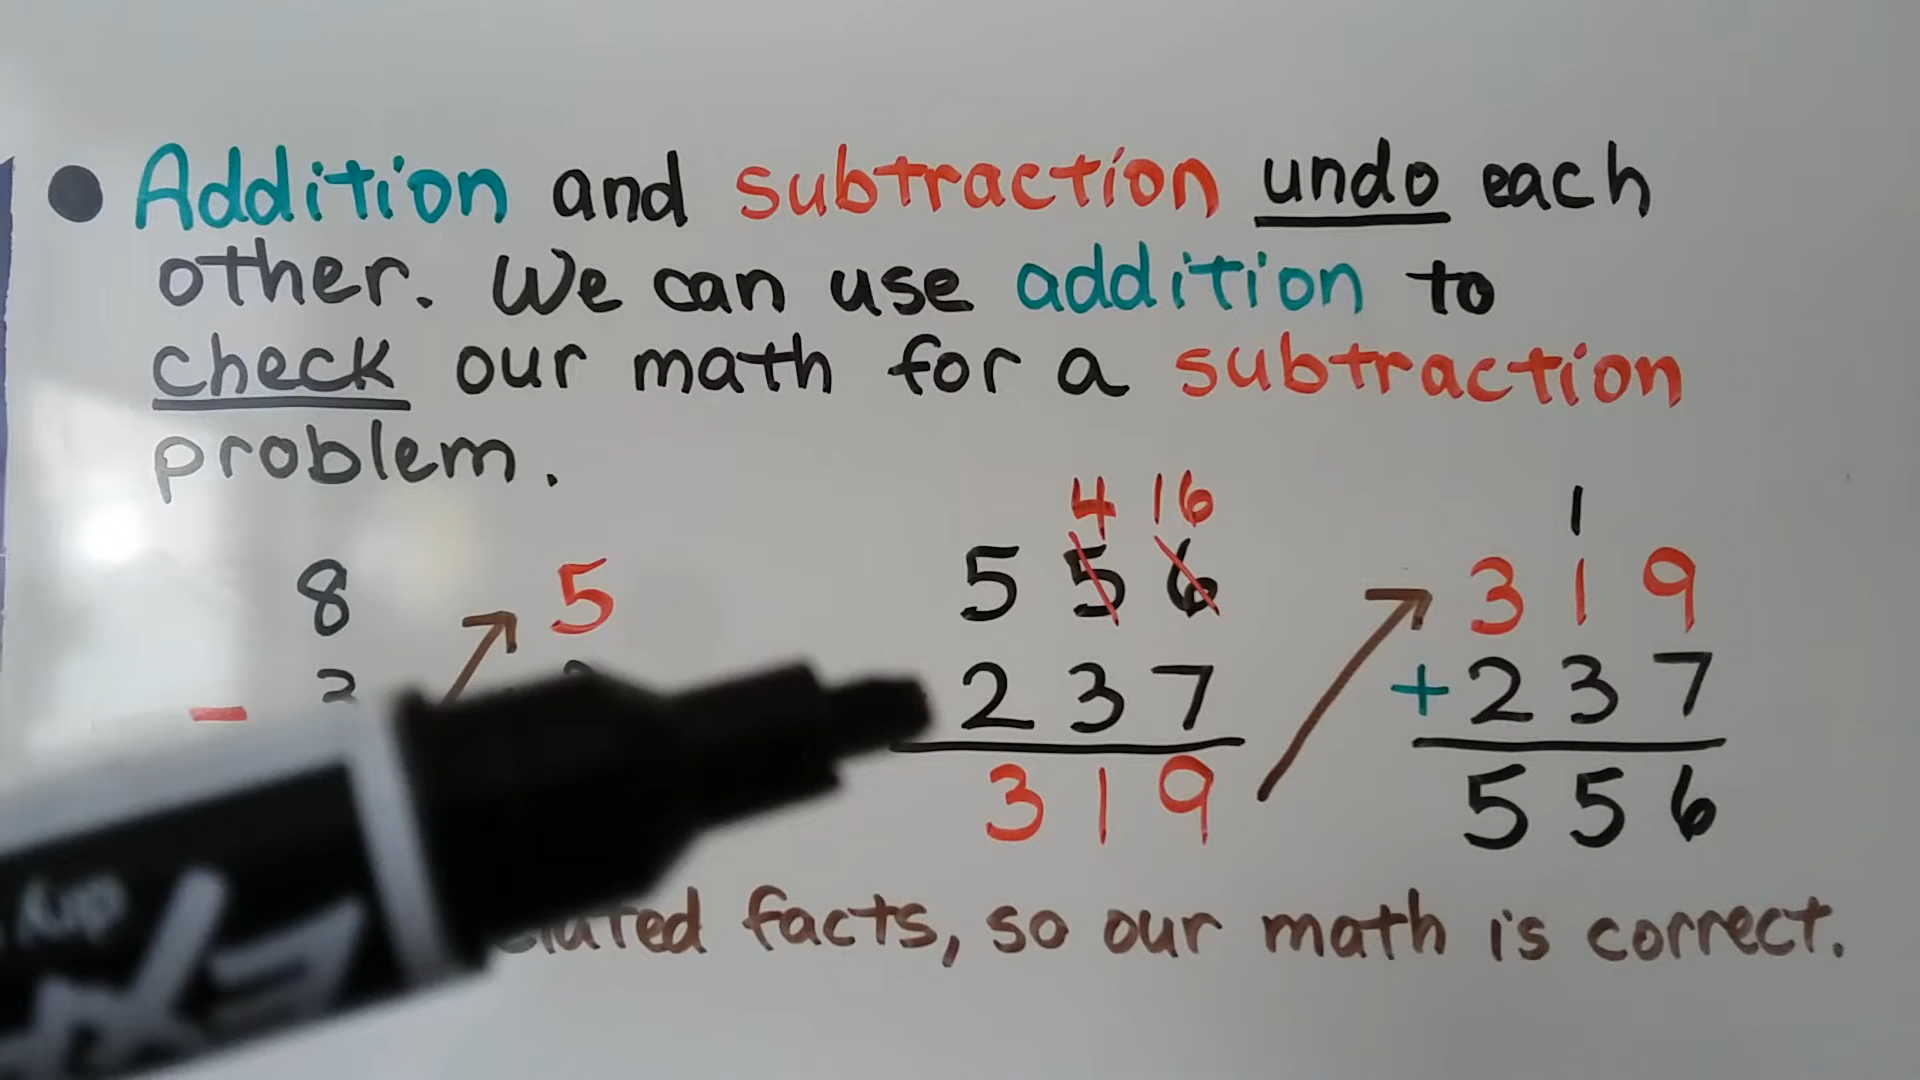 Addition and subtraction undo each
other. We can use addition to
check our math for a subtraction
problem.
4 16 1
8 5 5 5 6 3 1 9
- 2 3 7 + 2 3 7
3 1 9 5 5 6
facts, so our math is correct.